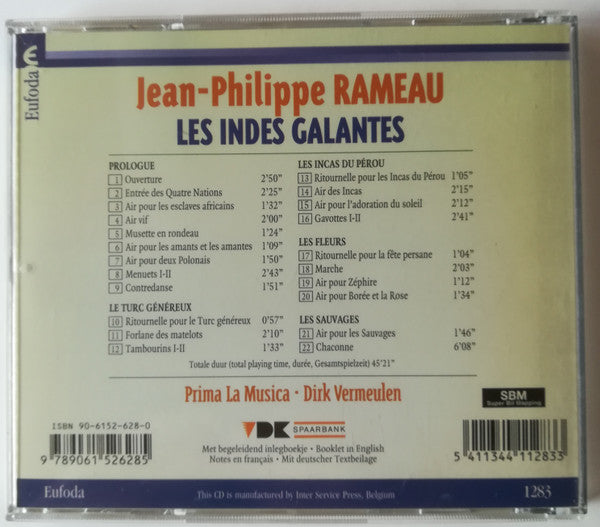 Eufoda
Jean-Philippe RAMEAU
LES INDES GALANTES
PROLOGUE
1 Ouverture 2'50"
2 Entrée des Quatre Nations 2'25"
3 Air pour les esclaves africains 1'32"
4 Air vif 2'00"
5 Musette en rondeau 1'24"
6 Air pour les amants et les amantes 1'09"
7 Air pour deux Polonais 1'50"
8 Menuets I-II 2'43"
9 Contredanse 1'51"
LE TURC GÉNÉREUX
10 Ritournelle pour le Turc généreux 0'57"
11 Forlane des matelots 2'10"
12 Tambourins I-II 1'33"
LES INCAS DU PÉROU
13 Ritournelle pour les Incas du Pérou 1'05"
14 Air des Incas 2'15"
15 Air pour l'adoration du soleil 2'12"
16 Gavottes I-II 2'41"
LES FLEURS
17 Ritournelle pour la fête persane 1'04"
18 Marche 2'03"
19 Air pour Zéphire 1'12"
20 Air pour Borée et la Rose 1'34"
LES SAUVAGES
21 Air pour les Sauvages 1'46"
22 Chaconne 6'08"
Totale duur (total playing time, durée, Gesamtspielzeit) 45'21"
Prima La Musica · Dirk Vermeulen
SBM
Super Bit Mapping
ISBN 90-6152-628-0
9 789061 526285
VDK SPAARBANK
Met begeleidend inlegboekje · Booklet in English
Notes en français · Mit deutscher Textbeilage
5 411344 112833
Eufoda
This CD is manufactured by Inter Service Press, Belgium
1283